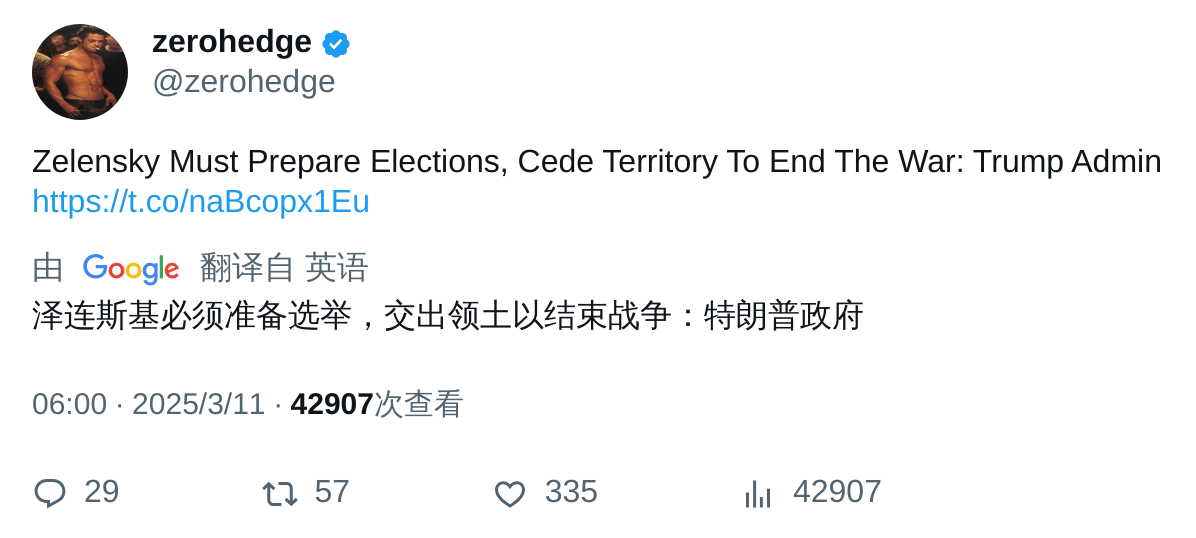 zerohedge
@zerohedge
Zelensky Must Prepare Elections, Cede Territory To End The War: Trump Admin
https://t.co/naBcopx1Eu
由 Google 翻译自 英语
泽连斯基必须准备选举，交出领土以结束战争：特朗普政府
06:00 · 2025/3/11 · 42907次查看
29 57 335 42907